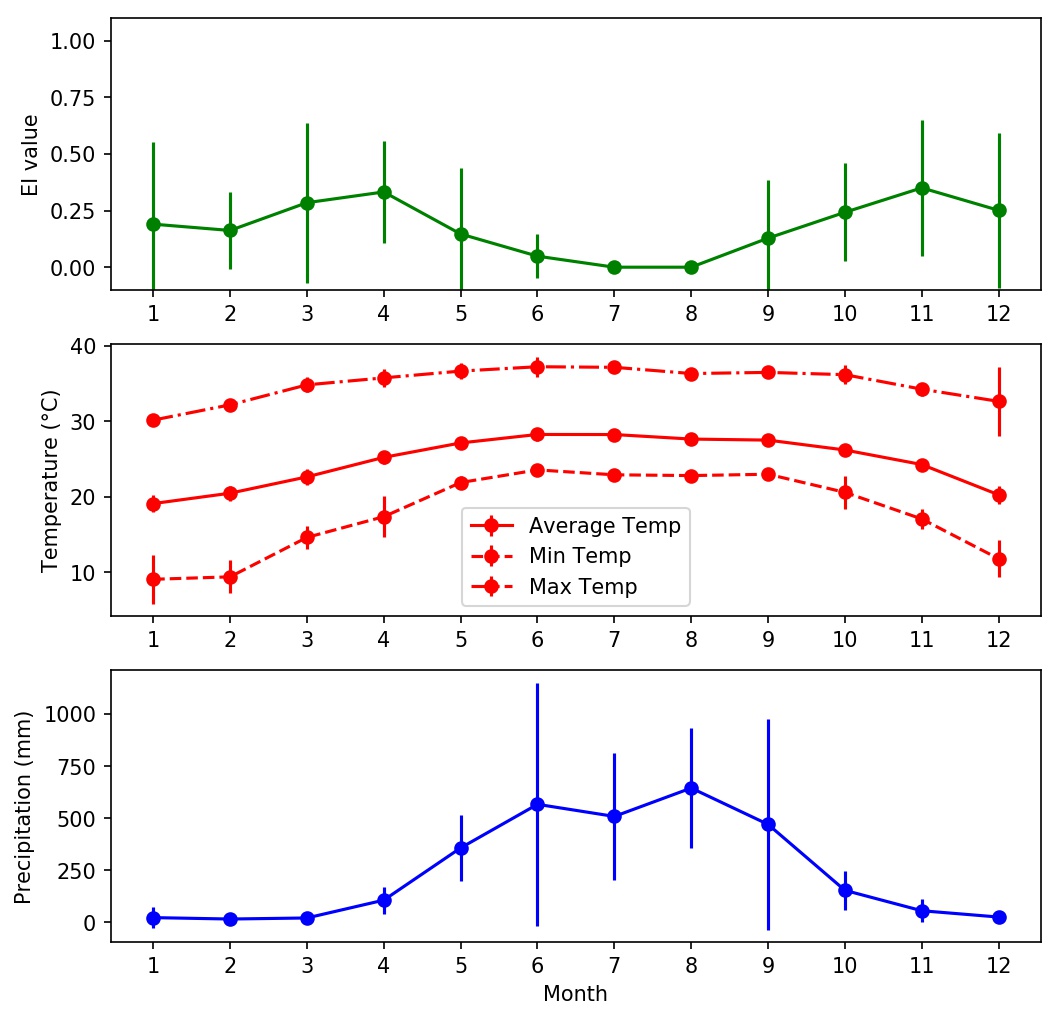 EI value
1.00
0.75
0.50
0.25
0.00
1 2 3 4 5 6 7 8 9 10 11 12
Temperature (°C)
40
30
20
10
Average Temp
Min Temp
Max Temp
1 2 3 4 5 6 7 8 9 10 11 12
Precipitation (mm)
1000
750
500
250
0
1 2 3 4 5 6 7 8 9 10 11 12
Month